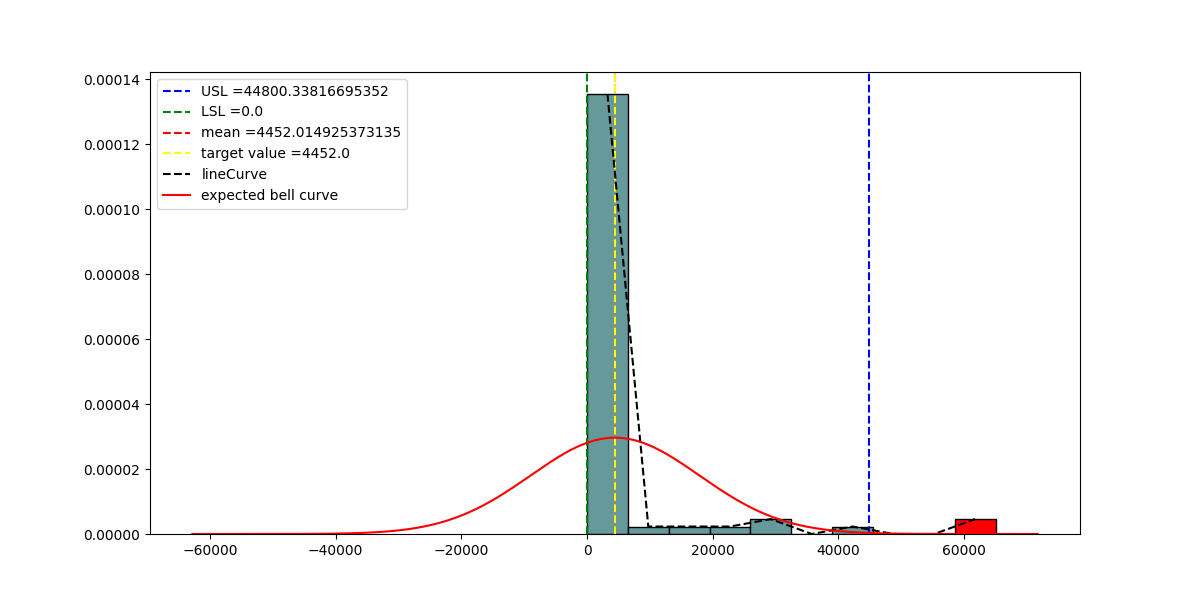 0.00014
0.00012
0.00010
0.00008
0.00006
0.00004
0.00002
0.00000
USL =44800.33816695352
LSL =0.0
mean =4452.014925373135
target value =4452.0
lineCurve
expected bell curve
−60000 −40000 −20000 0 20000 40000 60000